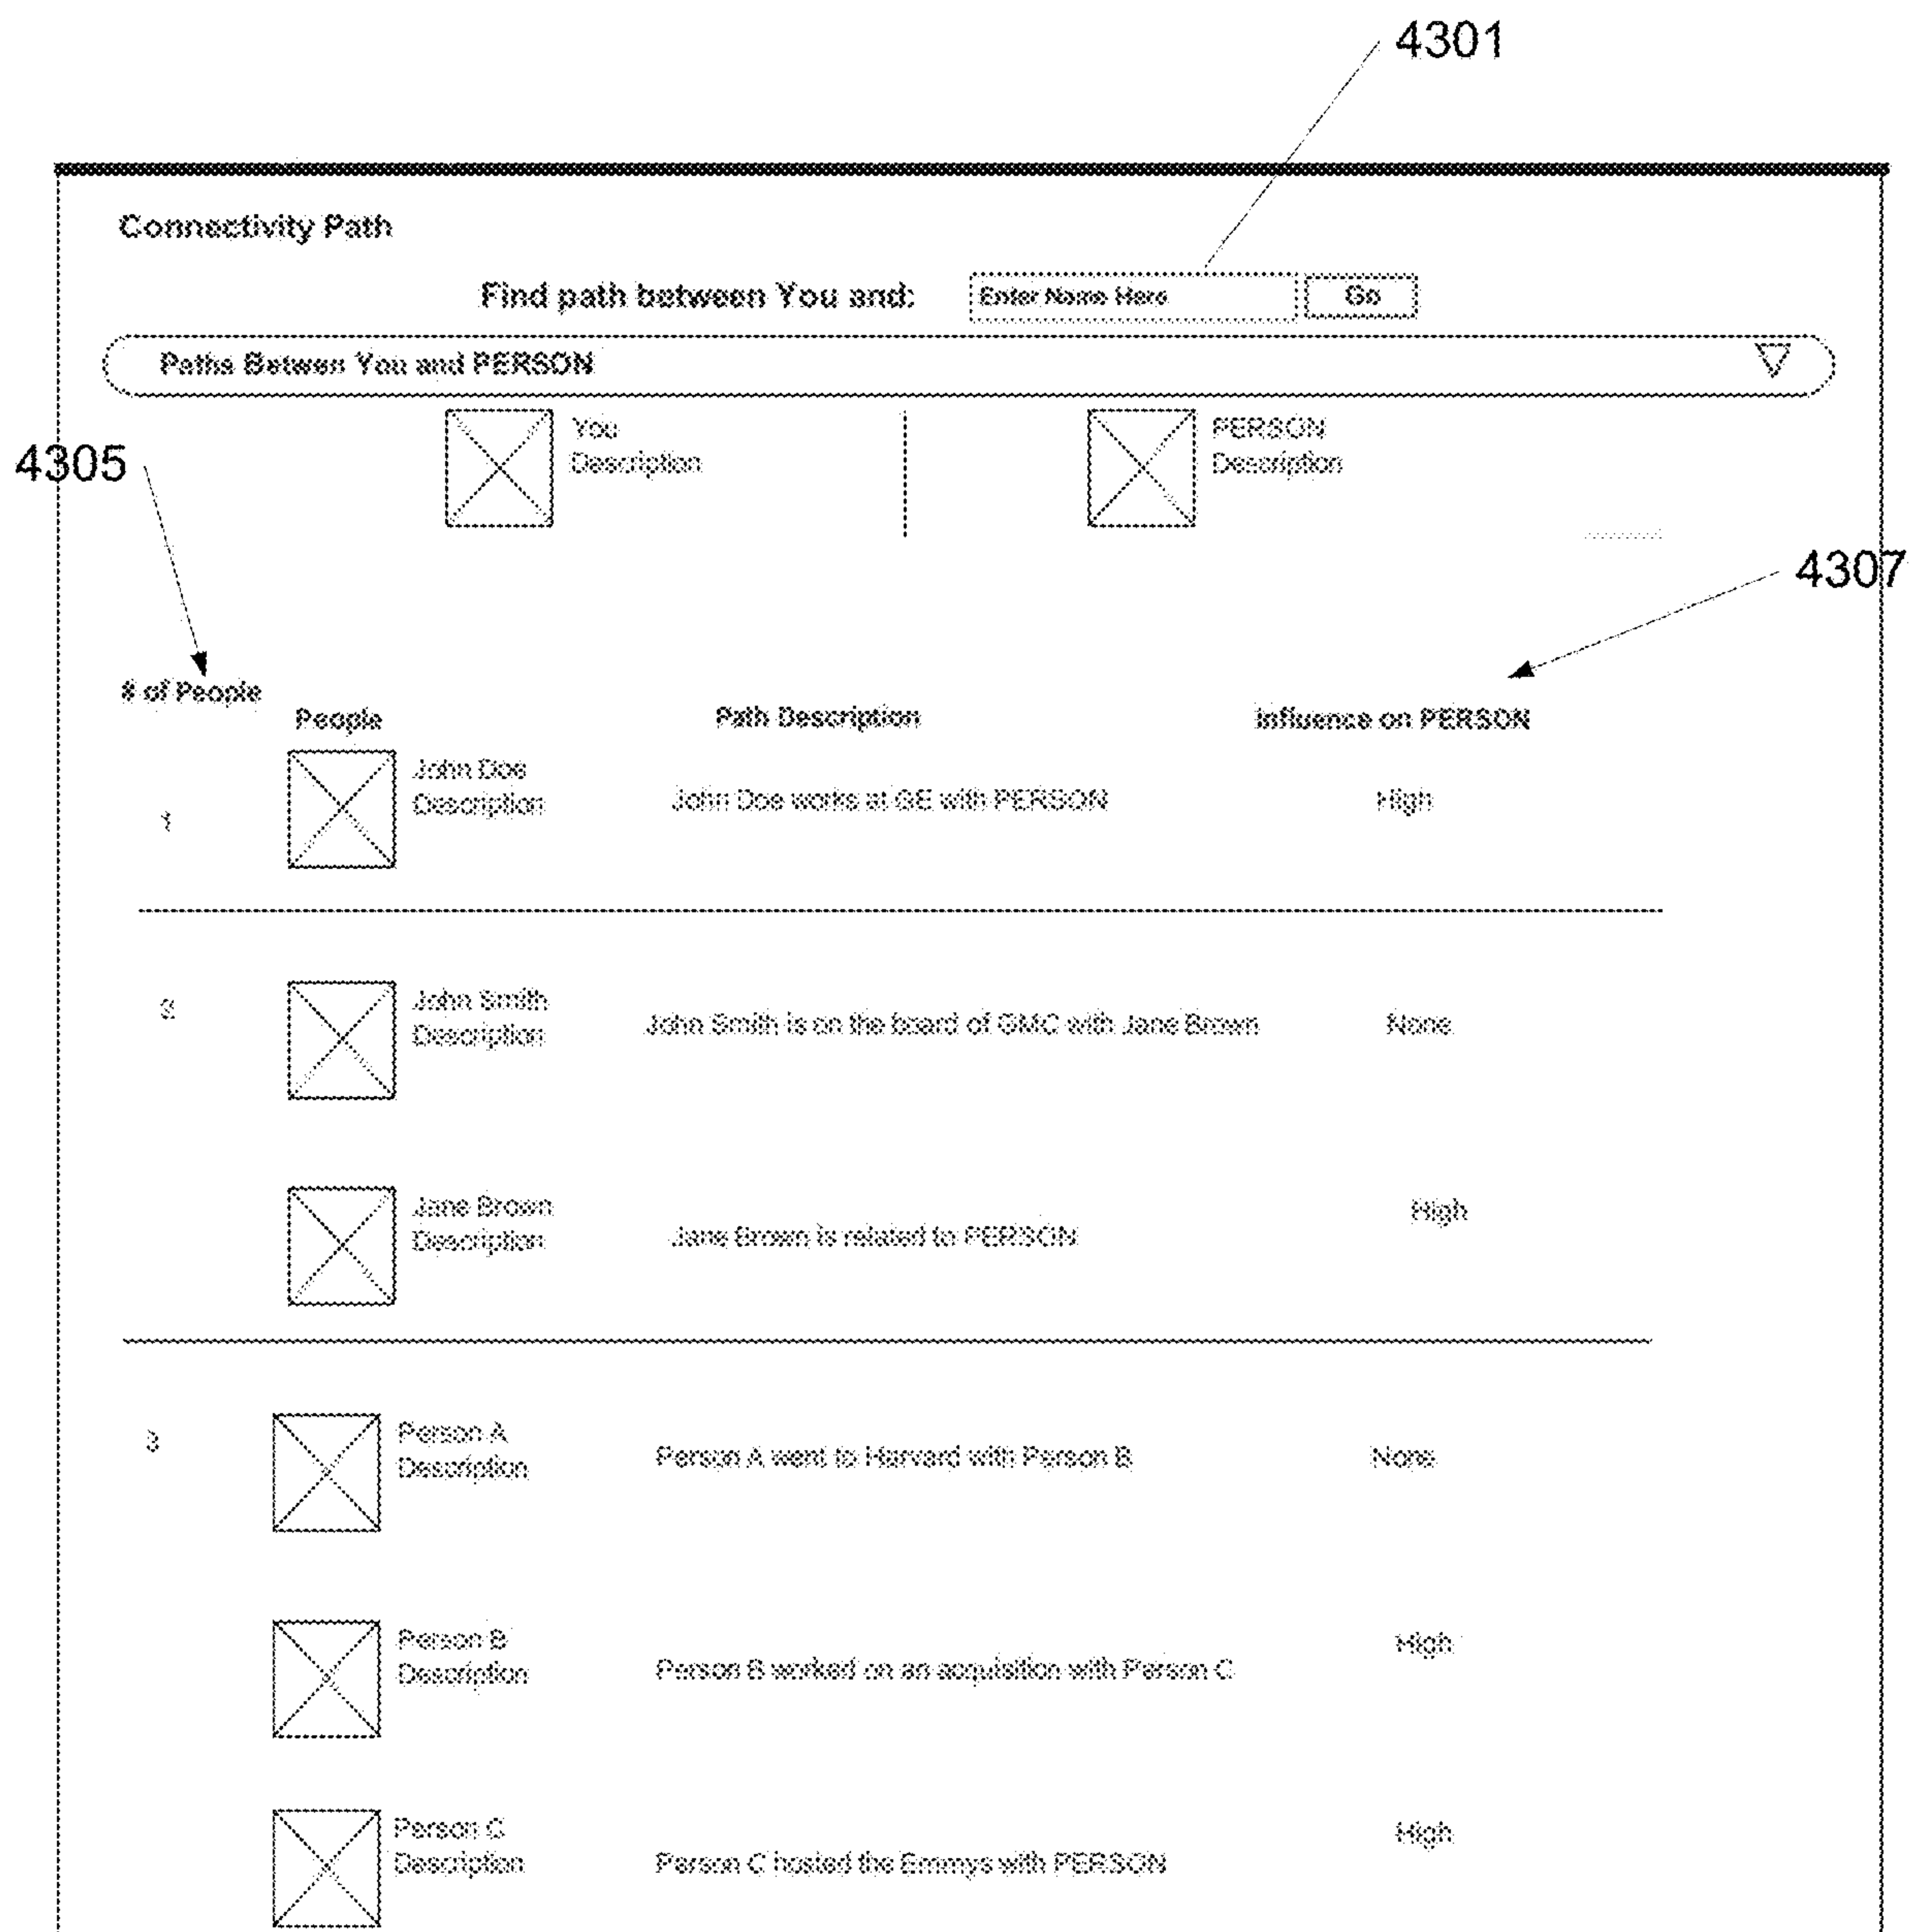 4301
Connectivity Path
Find path between You and: Enter Name Here Go
Paths Between You and PERSON
You
Description
PERSON
Description
4305
4307
# of People
People Path Description Influence on PERSON
1
John Doe
Description
John Doe works at GE with PERSON
High
2
John Smith
Description
John Smith is on the board of GMC with Jane Brown
None
Jane Brown
Description
Jane Brown is related to PERSON
High
3
Person A
Description
Person A went to Harvard with Person B
None
Person B
Description
Person B worked on an acquisition with Person C
High
Person C
Description
Person C hosted the Emmys with PERSON
High